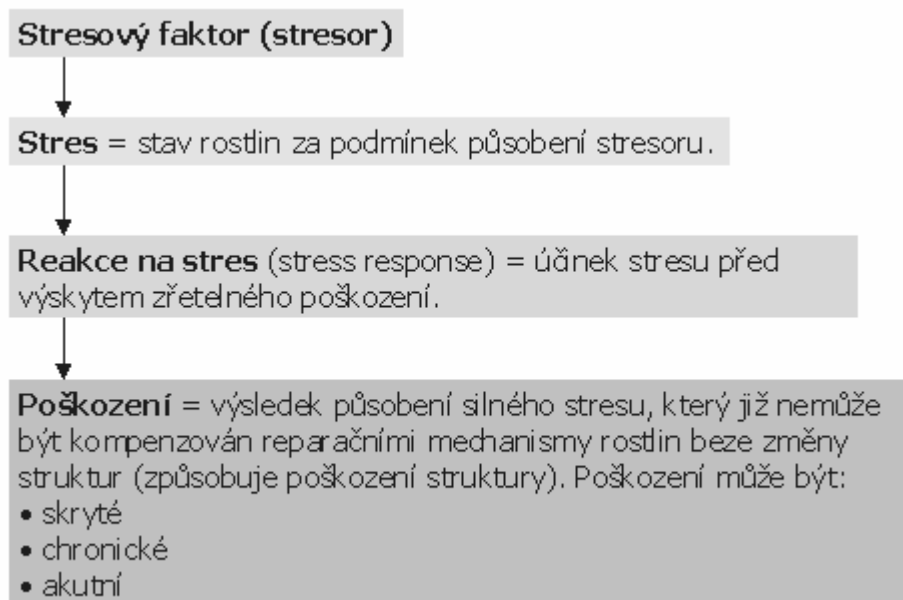 Stresový faktor (stresor)
Stres = stav rostlin za podmínek působení stresoru.
Reakce na stres (stress response) = účinek stresu před
výskytem zřetelného poškození.
Poškození = výsledek působení silného stresu, který již nemůže
být kompenzován reparačními mechanismy rostlin beze změny
struktur (způsobuje poškození struktury). Poškození může být:
• skryté
• chronické
• akutní